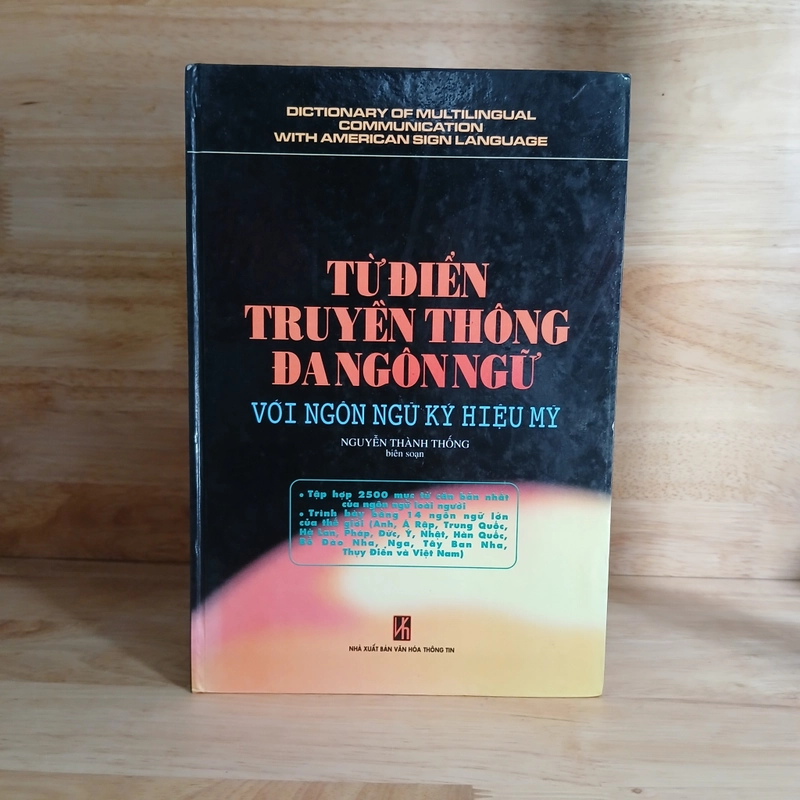 DICTIONARY OF MULTILINGUAL
COMMUNICATION
WITH AMERICAN SIGN LANGUAGE
TỪ ĐIỂN
TRUYỀN THÔNG
ĐA NGÔN NGỮ
VỚI NGÔN NGỮ KÝ HIỆU MỸ
NGUYỄN THÀNH THỐNG
biên soạn
• Tập hợp 2500 mục từ căn bản nhất
của ngôn ngữ loài người
• Trình bày bằng 14 ngôn ngữ lớn
của thế giới (Anh, Ả Rập, Trung Quốc,
Hà Lan, Pháp, Đức, Ý, Nhật, Hàn Quốc,
Bồ Đào Nha, Nga, Tây Ban Nha,
Thụy Điển và Việt Nam)
NHÀ XUẤT BẢN VĂN HÓA THÔNG TIN